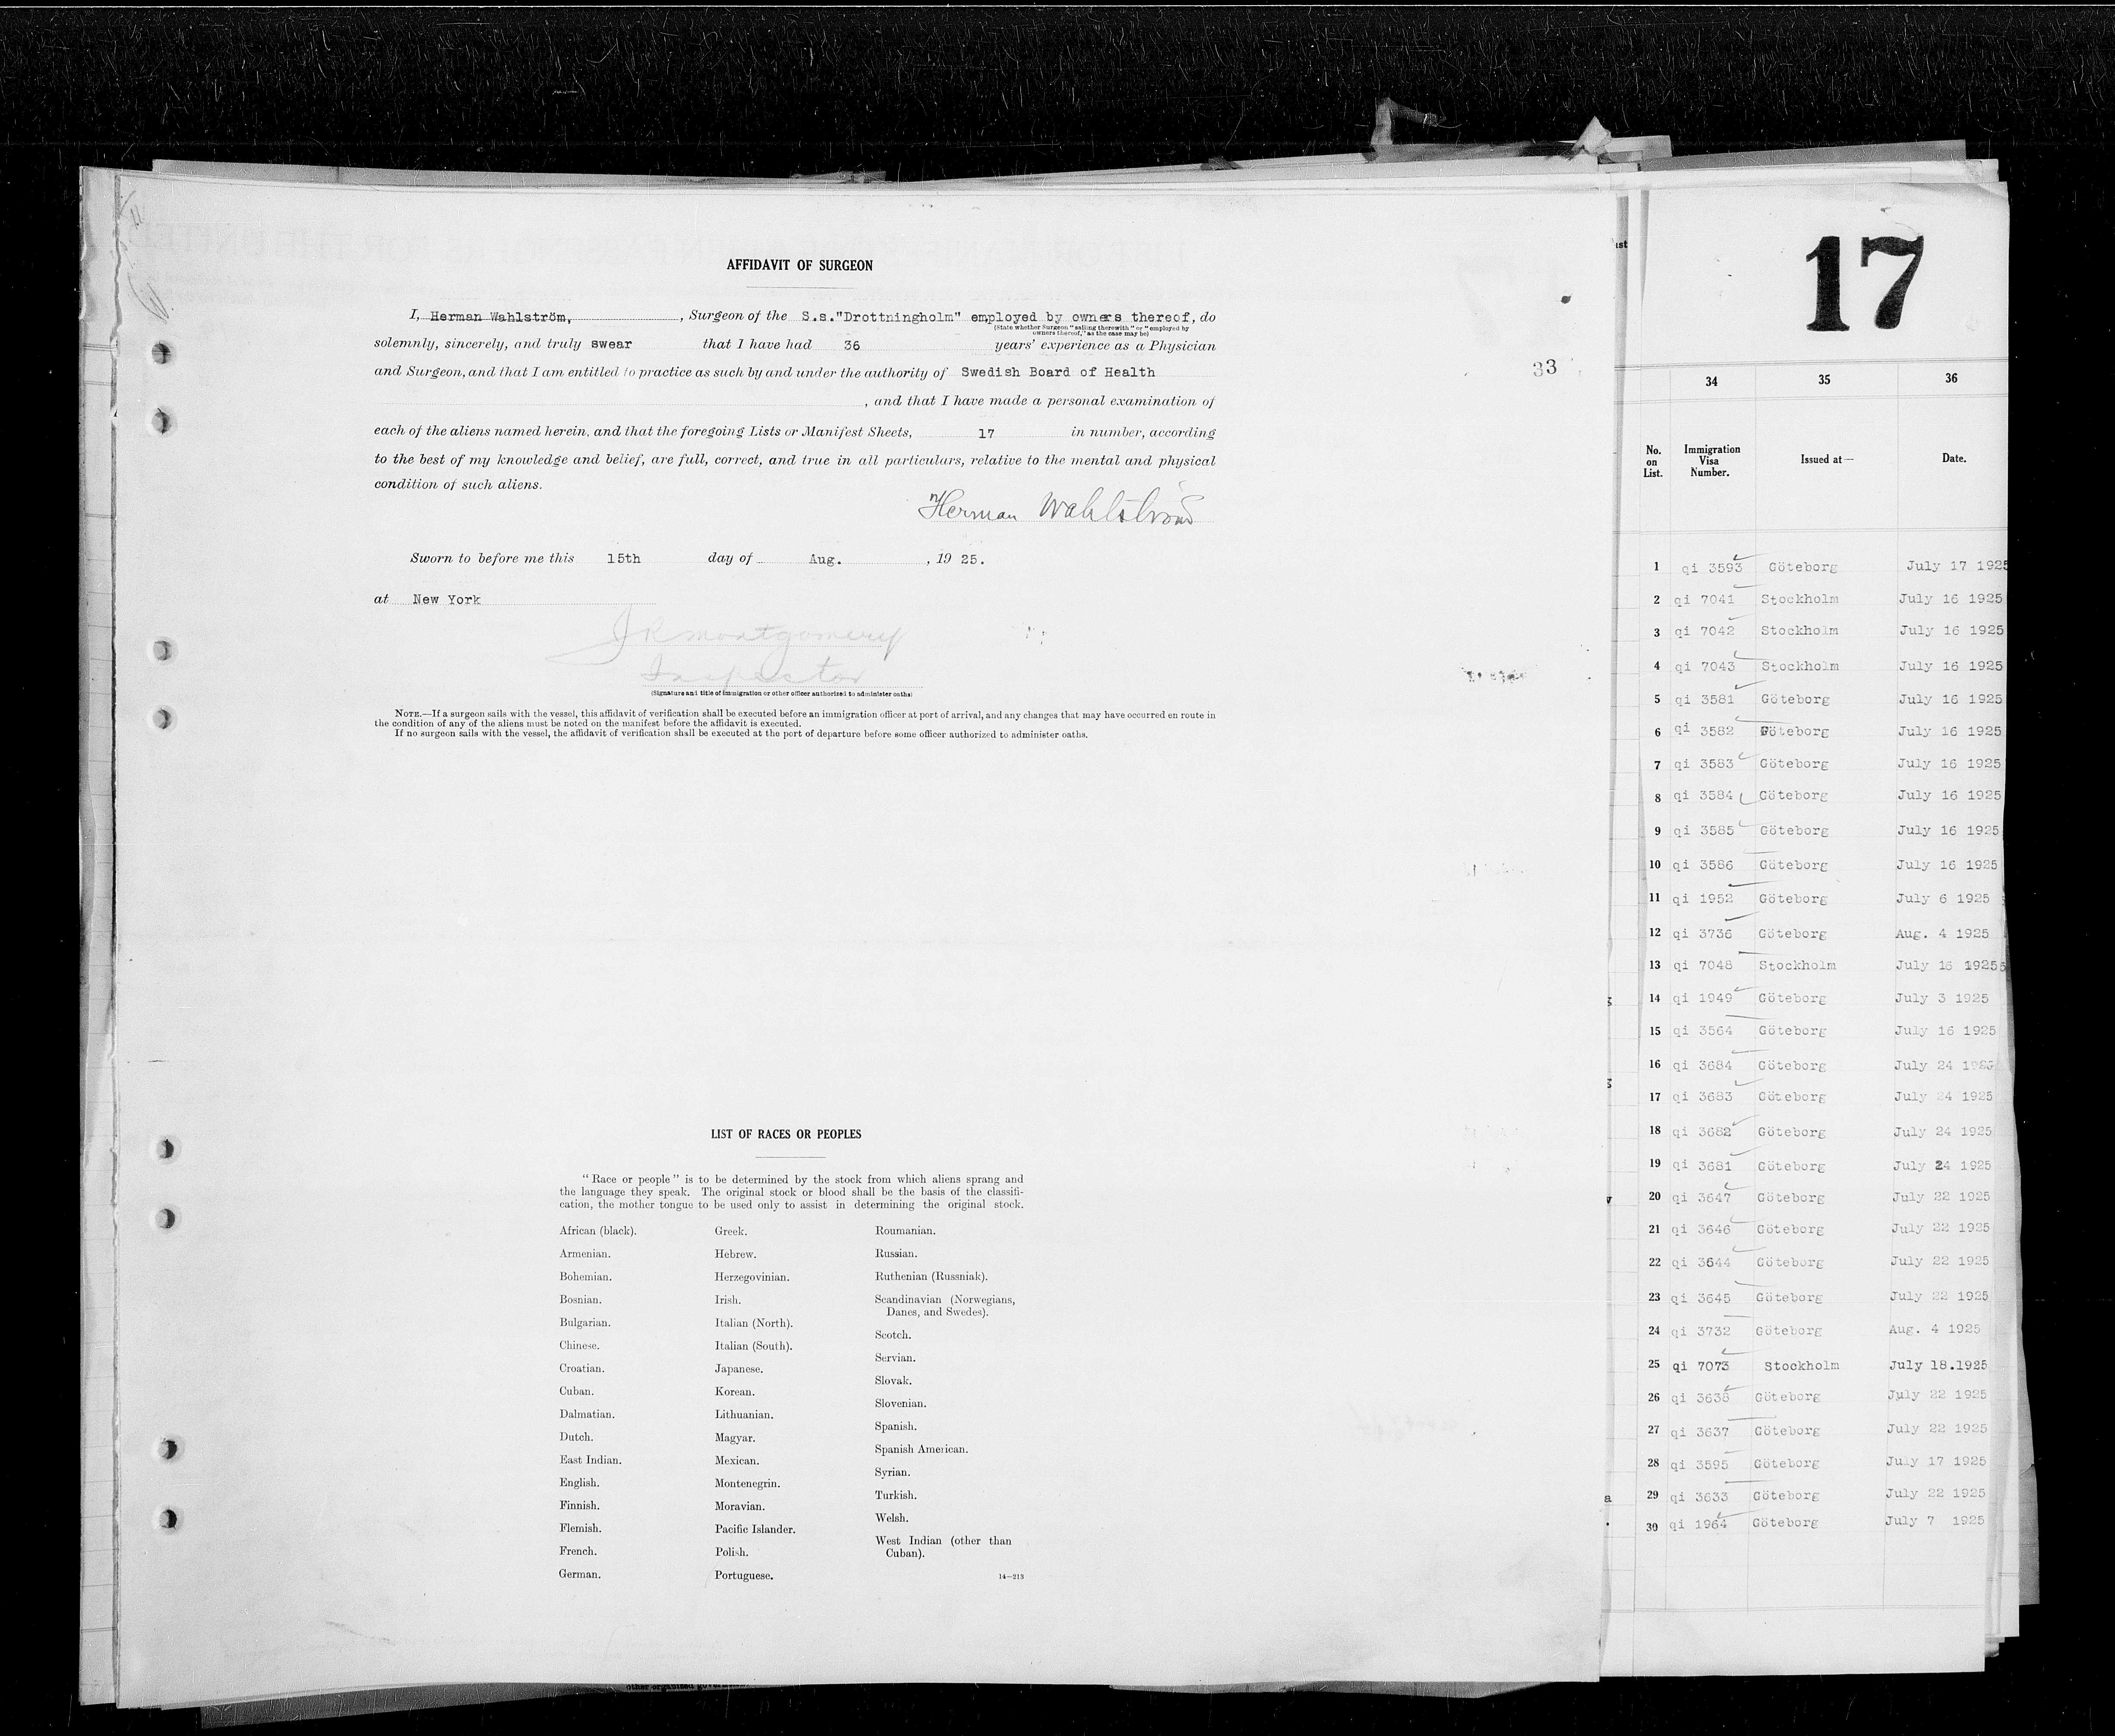 AFFIDAVIT OF SURGEON
I, Herman Wahlström, , Surgeon of the S.s."Drottningholm" employed by owners thereof, do
(State whether Surgeon "sailing therewith" or "employed by
owners thereof," as the case may be)
solemnly, sincerely, and truly swear that I have had 36 years' experience as a Physician
and Surgeon, and that I am entitled to practice as such by and under the authority of Swedish Board of Health
, and that I have made a personal examination of
each of the aliens named herein, and that the foregoing Lists or Manifest Sheets, 17 in number, according
to the best of my knowledge and belief, are full, correct, and true in all particulars, relative to the mental and physical
condition of such aliens.
Herman Wahlström
Sworn to before me this 15th day of Aug. , 19 25.
at New York
JR Montgomery
Inspector
(Signature and title of immigration or other officer authorized to administer oaths)
NOTE.—If a surgeon sails with the vessel, this affidavit of verification shall be executed before an immigration officer at port of arrival, and any changes that may have occurred en route in
the condition of any of the aliens must be noted on the manifest before the affidavit is executed.
If no surgeon sails with the vessel, the affidavit of verification shall be executed at the port of departure before some officer authorized to administer oaths.
33
LIST OF RACES OR PEOPLES
"Race or people" is to be determined by the stock from which aliens sprang and
the language they speak. The original stock or blood shall be the basis of the classifi-
cation, the mother tongue to be used only to assist in determining the original stock.
African (black).
Armenian.
Bohemian.
Bosnian.
Bulgarian.
Chinese.
Croatian.
Cuban.
Dalmatian.
Dutch.
East Indian.
English.
Finnish.
Flemish.
French.
German.
Greek.
Hebrew.
Herzegovinian.
Irish.
Italian (North).
Italian (South).
Japanese.
Korean.
Lithuanian.
Magyar.
Mexican.
Montenegrin.
Moravian.
Pacific Islander.
Polish.
Portuguese.
Roumanian.
Russian.
Ruthenian (Russniak).
Scandinavian (Norwegians,
Danes, and Swedes).
Scotch.
Servian.
Slovak.
Slovenian.
Spanish.
Spanish American.
Syrian.
Turkish.
Welsh.
West Indian (other than
Cuban).
14—213
17
34 35 36
No. on List. Immigration Visa Number. Issued at— Date.
1 qi 3593 Göteborg July 17 1925
2 qi 7041 Stockholm July 16 1925
3 qi 7042 Stockholm July 16 1925
4 qi 7043 Stockholm July 16 1925
5 qi 3581 Göteborg July 16 1925
6 qi 3582 Göteborg July 16 1925
7 qi 3583 Göteborg July 16 1925
8 qi 3584 Göteborg July 16 1925
9 qi 3585 Göteborg July 16 1925
10 qi 3586 Göteborg July 16 1925
11 qi 1952 Göteborg July 6 1925
12 qi 3736 Göteborg Aug. 4 1925
13 qi 7048 Stockholm July 15 1925
14 qi 1949 Göteborg July 3 1925
15 qi 3564 Göteborg July 16 1925
16 qi 3684 Göteborg July 24 1925
17 qi 3683 Göteborg July 24 1925
18 qi 3682 Göteborg July 24 1925
19 qi 3681 Göteborg July 24 1925
20 qi 3647 Göteborg July 22 1925
21 qi 3646 Göteborg July 22 1925
22 qi 3644 Göteborg July 22 1925
23 qi 3645 Göteborg July 22 1925
24 qi 3732 Göteborg Aug. 4 1925
25 qi 7073 Stockholm July 18.1925
26 qi 3638 Göteborg July 22 1925
27 qi 3637 Göteborg July 22 1925
28 qi 3595 Göteborg July 17 1925
29 qi 3633 Göteborg July 22 1925
30 qi 1964 Göteborg July 7 1925